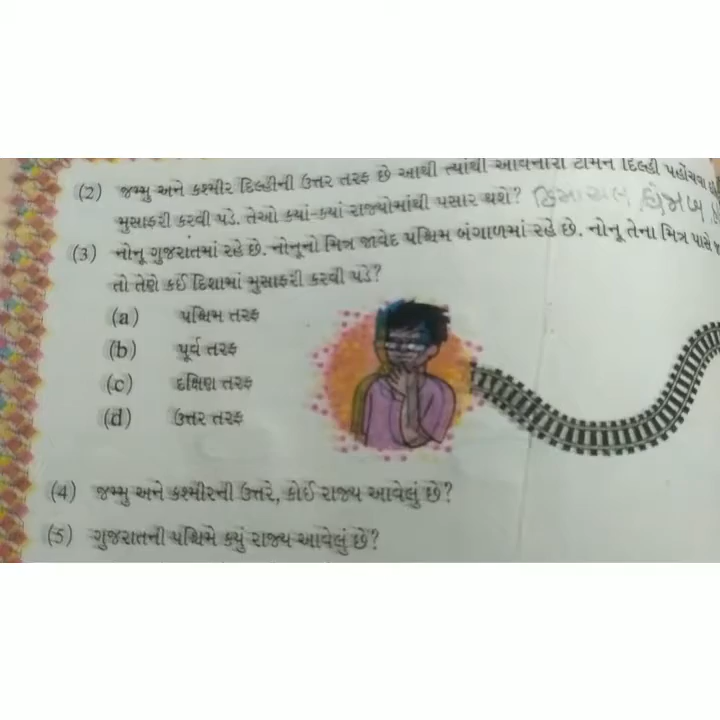 (2) જમ્મુ અને કશ્મીર દિલ્હીની ઉત્તર તરફ છે આથી ત્યાંથી આવનારા ટોમને દિલ્હી પહોંચવા
મુસાફરી કરવી પડે. તેઓ ક્યાં-ક્યાં રાજ્યોમાંથી પસાર થશે? હિમાચલ
(3) નોનૂ ગુજરાતમાં રહે છે. નોનૂનો મિત્ર જાવેદ પશ્ચિમ બંગાળમાં રહે છે. નોનૂ તેના મિત્ર પાસે
તો તેણે કઈ દિશામાં મુસાફરી કરવી પડે?
(a) પશ્ચિમ તરફ
(b) પૂર્વ તરફ
(c) દક્ષિણ તરફ
(d) ઉત્તર તરફ
(4) જમ્મુ અને કશ્મીરની ઉત્તરે, કોઈ રાજ્ય આવેલું છે?
(5) ગુજરાતની પશ્ચિમે ક્યું રાજ્ય આવેલું છે?